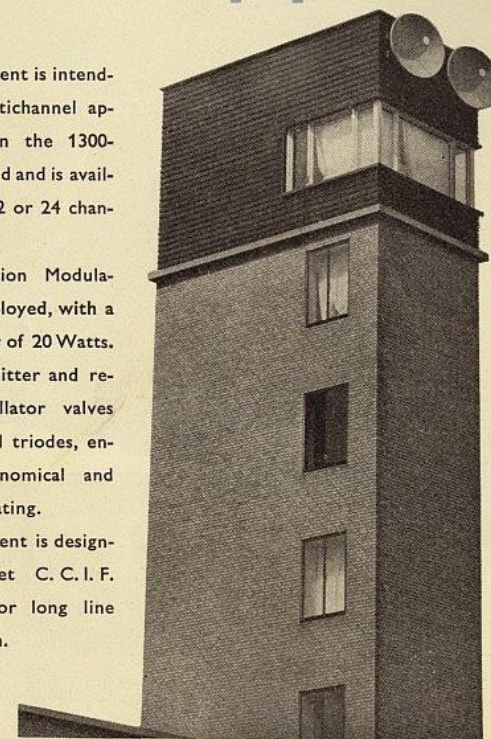 ent is intend-
tichannel ap-
n the 1300-
d and is avail-
2 or 24 chan-
ion Modula-
loyed, with a
of 20 Watts.
itter and re-
llator valves
l triodes, en-
nomical and
ting.
ent is design-
et C.C.I.F.
or long line